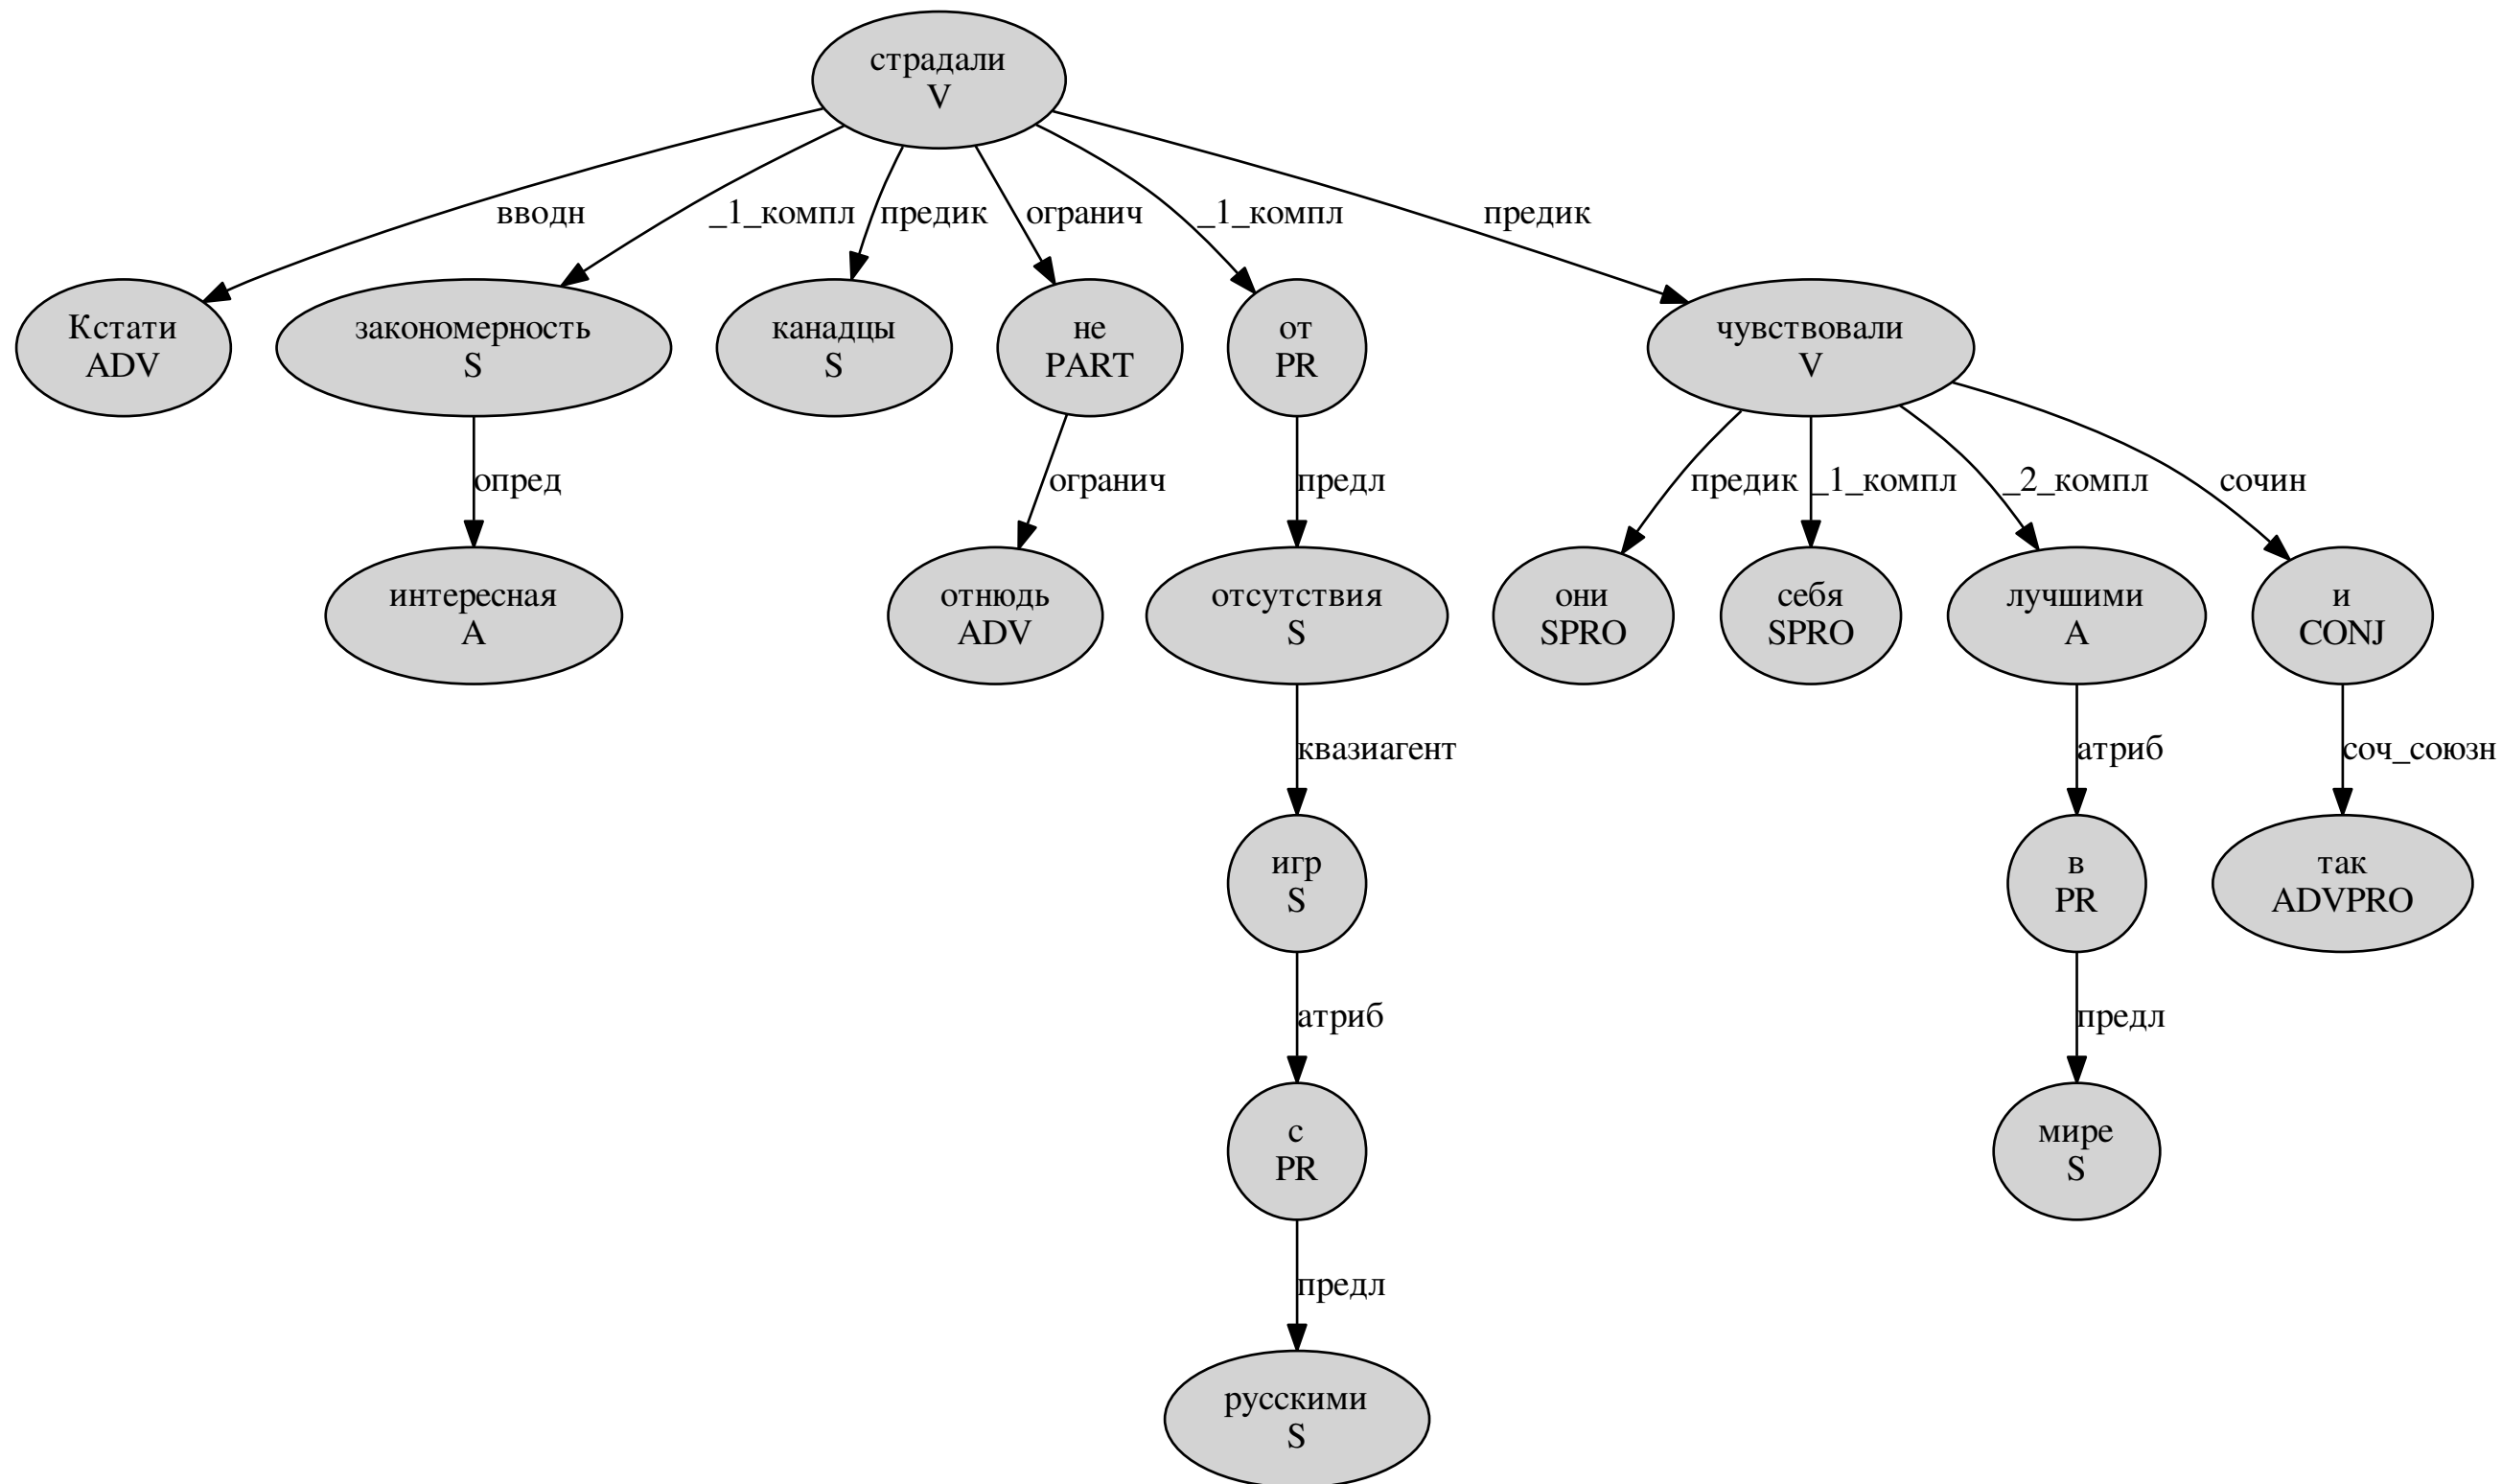 страдали
V
вводн
_1_компл
предик
огранич
_1_компл
предик
Кстати
ADV
закономерность
S
канадцы
S
не
PART
от
PR
чувствовали
V
опред
огранич
предл
предик
_1_компл
_2_компл
сочин
интересная
A
отнюдь
ADV
отсутствия
S
они
SPRO
себя
SPRO
лучшими
A
и
CONJ
квазиагент
атриб
соч_союзн
игр
S
в
PR
так
ADVPRO
атриб
предл
с
PR
мире
S
предл
русскими
S